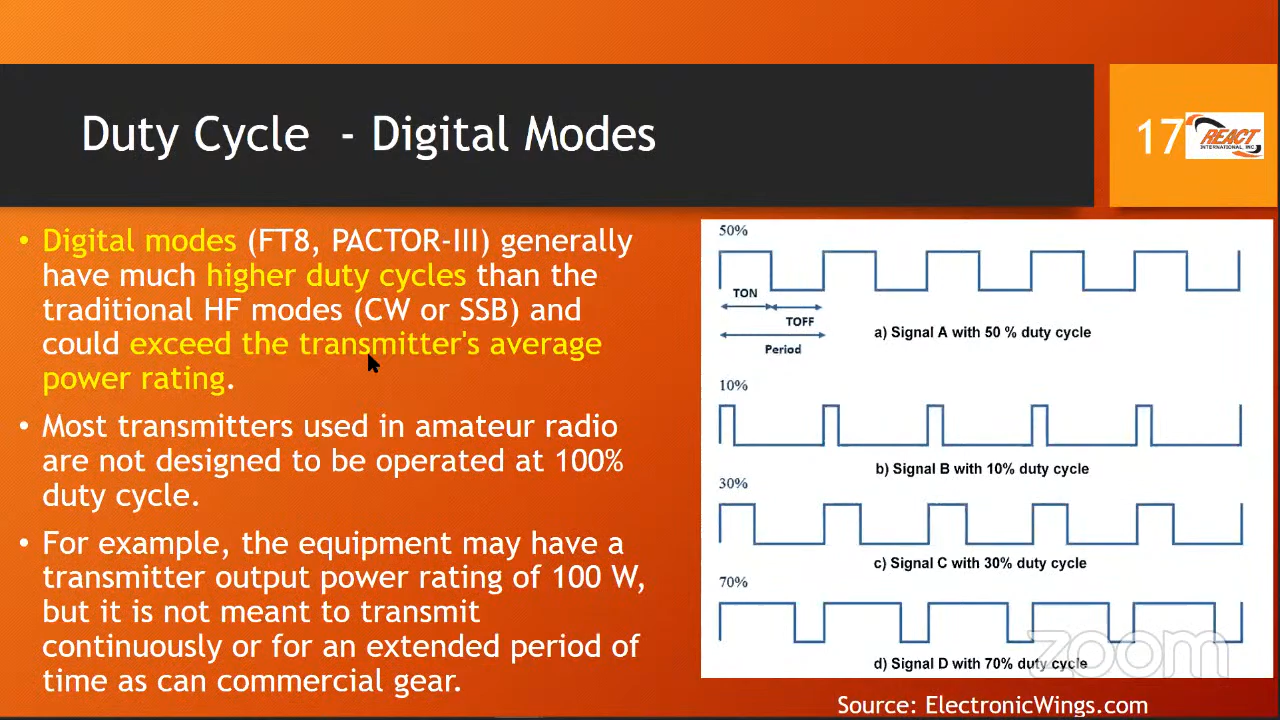 Duty Cycle - Digital Modes
17
REACT
INTERNATIONAL, INC.
• Digital modes (FT8, PACTOR-III) generally
have much higher duty cycles than the
traditional HF modes (CW or SSB) and
could exceed the transmitter's average
power rating.
• Most transmitters used in amateur radio
are not designed to be operated at 100%
duty cycle.
• For example, the equipment may have a
transmitter output power rating of 100 W,
but it is not meant to transmit
continuously or for an extended period of
time as can commercial gear.
50%
TON
TOFF
Period
a) Signal A with 50 % duty cycle
10%
b) Signal B with 10% duty cycle
30%
c) Signal C with 30% duty cycle
70%
d) Signal D with 70% duty cycle
zoom
Source: ElectronicWings.com